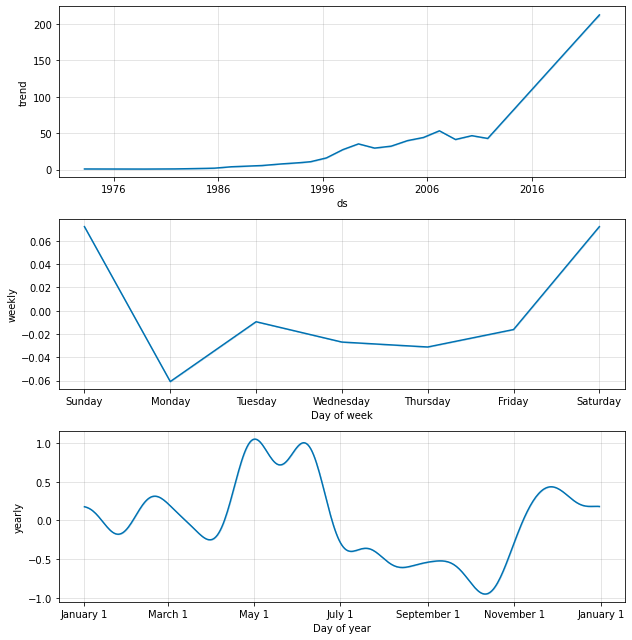 200
150
100
50
0
trend
1976 1986 1996 2006 2016
ds
0.06
0.04
0.02
0.00
−0.02
−0.04
−0.06
weekly
Sunday Monday Tuesday Wednesday Thursday Friday Saturday
Day of week
1.0
0.5
0.0
−0.5
−1.0
yearly
January 1 March 1 May 1 July 1 September 1 November 1 January 1
Day of year